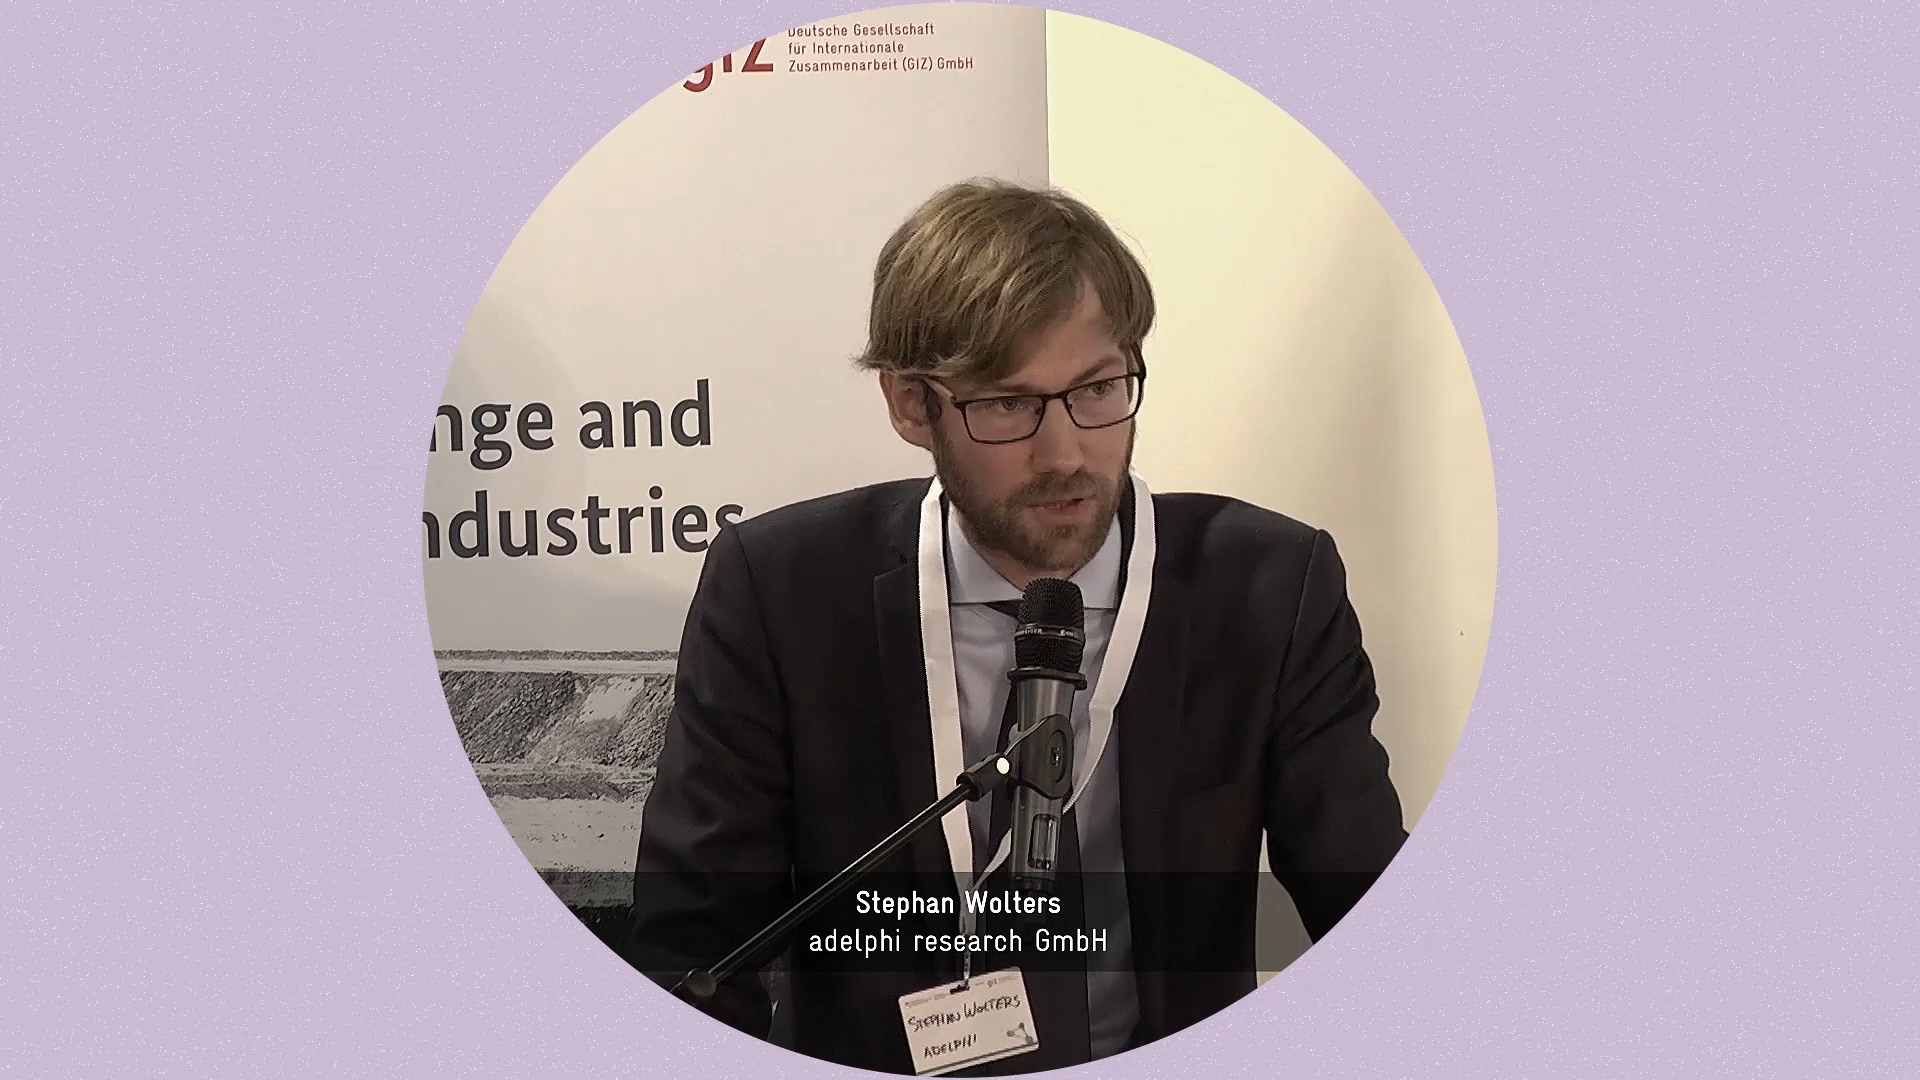 giz
Deutsche Gesellschaft
für Internationale
Zusammenarbeit (GIZ) GmbH
nge and
ndustries
Stephan Wolters
adelphi research GmbH
STEPHAN WOLTERS
ADELPHI